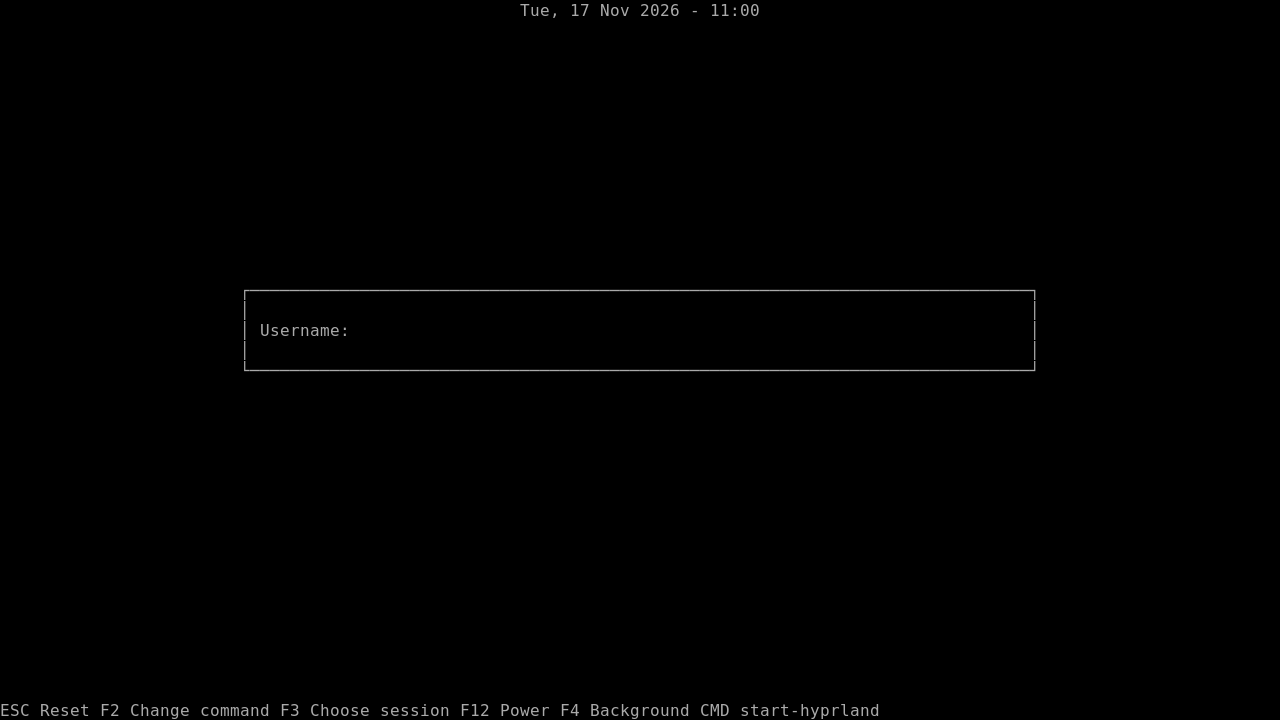 Tue, 17 Nov 2026 - 11:00
Username:
ESC Reset F2 Change command F3 Choose session F12 Power F4 Background CMD start-hyprland